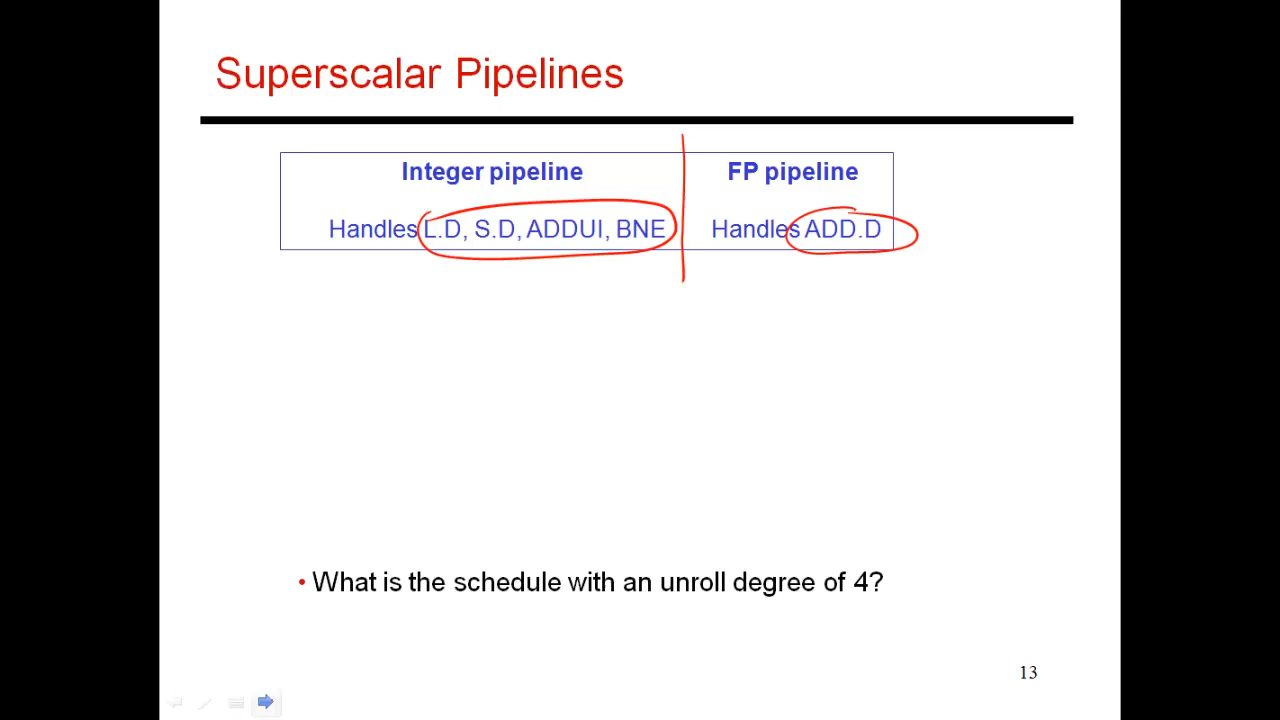 Superscalar Pipelines
Integer pipeline FP pipeline
Handles L.D, S.D, ADDUI, BNE Handles ADD.D
• What is the schedule with an unroll degree of 4?
13